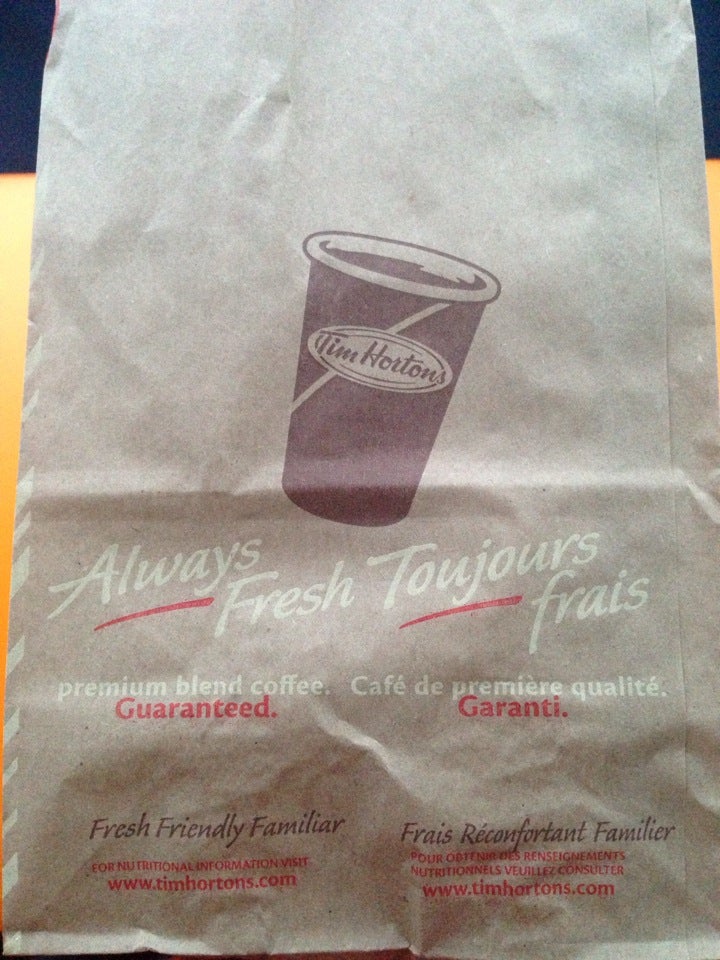 Tim Hortons
Always
Fresh
Toujours
frais
premium blend coffee.
Guaranteed.
Café de première qualité.
Garanti.
Fresh Friendly Familiar
FOR NUTRITIONAL INFORMATION VISIT
www.timhortons.com
Frais Réconfortant Familier
POUR OBTENIR DES RENSEIGNEMENTS
NUTRITIONNELS VEUILLEZ CONSULTER
www.timhortons.com